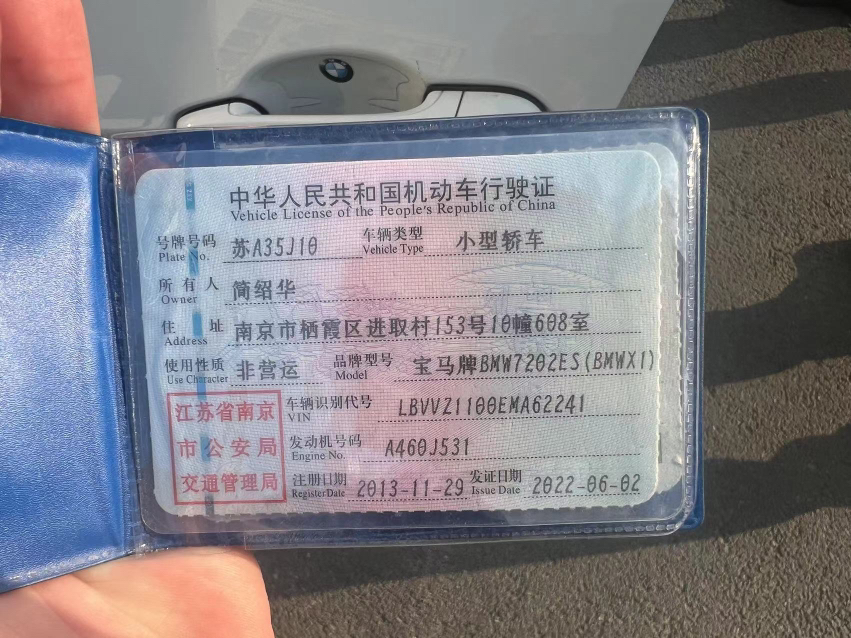 中华人民共和国机动车行驶证
Vehicle License of the People's Republic of China
号牌号码 苏A35J10 车辆类型 小型轿车
Plate No. Vehicle Type
所有人 简绍华
Owner
住址 南京市栖霞区进取村153号10幢608室
Address
使用性质 非营运 品牌型号 宝马牌BMW7202ES(BMWX1)
Use Character Model
江苏省南京
市公安局
交通管理局
车辆识别代号 LBVVZ1100EMA62241
VIN
发动机号码 A460J531
Engine No.
注册日期 2013-11-29 发证日期 2022-06-02
Register Date Issue Date